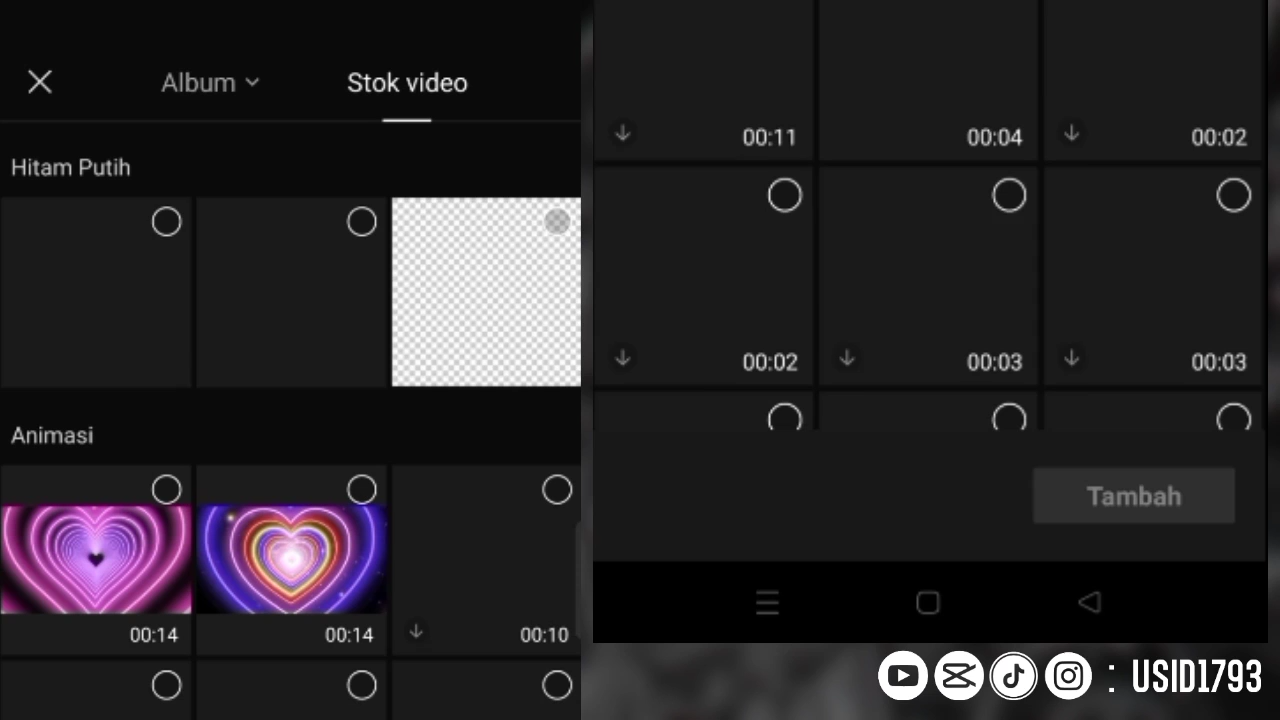 Album
Stok video
Hitam Putih
Animasi
00:14
00:14
00:10
00:11
00:04
00:02
00:02
00:03
00:03
Tambah
: USID1793